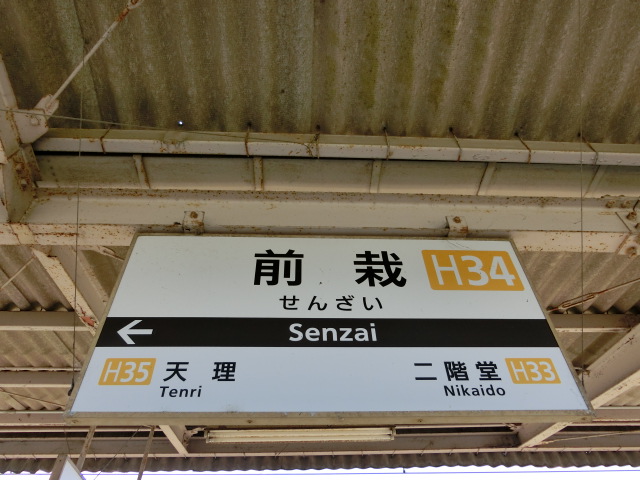 前栽 H34
せんざい
Senzai
H35 天理 二階堂 H33
Tenri Nikaido